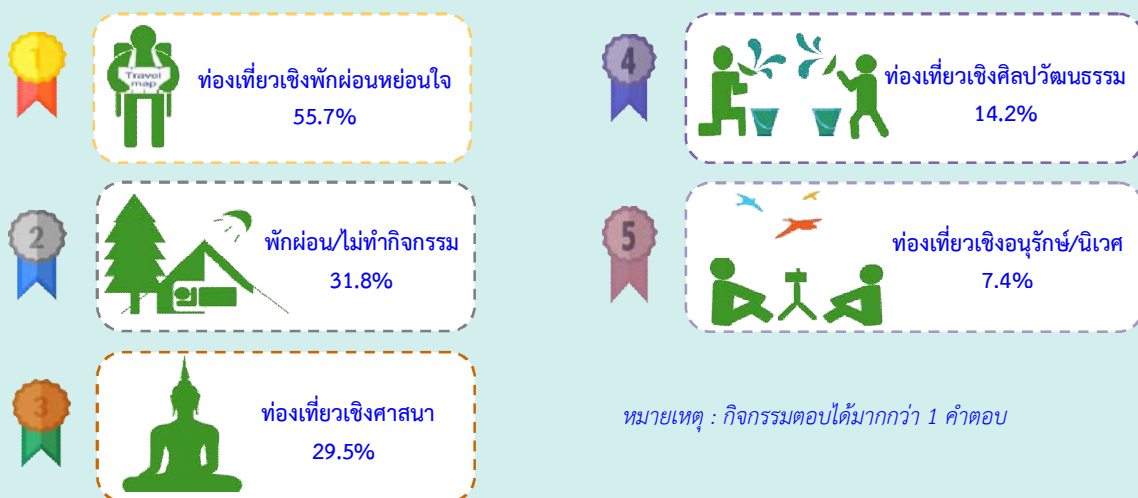 1
Travel
map
ท่องเที่ยวเชิงพักผ่อนหย่อนใจ
55.7%
2
พักผ่อน/ไม่ทำกิจกรรม
31.8%
3
ท่องเที่ยวเชิงศาสนา
29.5%
4
ท่องเที่ยวเชิงศิลปวัฒนธรรม
14.2%
5
ท่องเที่ยวเชิงอนุรักษ์/นิเวศ
7.4%
หมายเหตุ : กิจกรรมตอบได้มากกว่า 1 คำตอบ